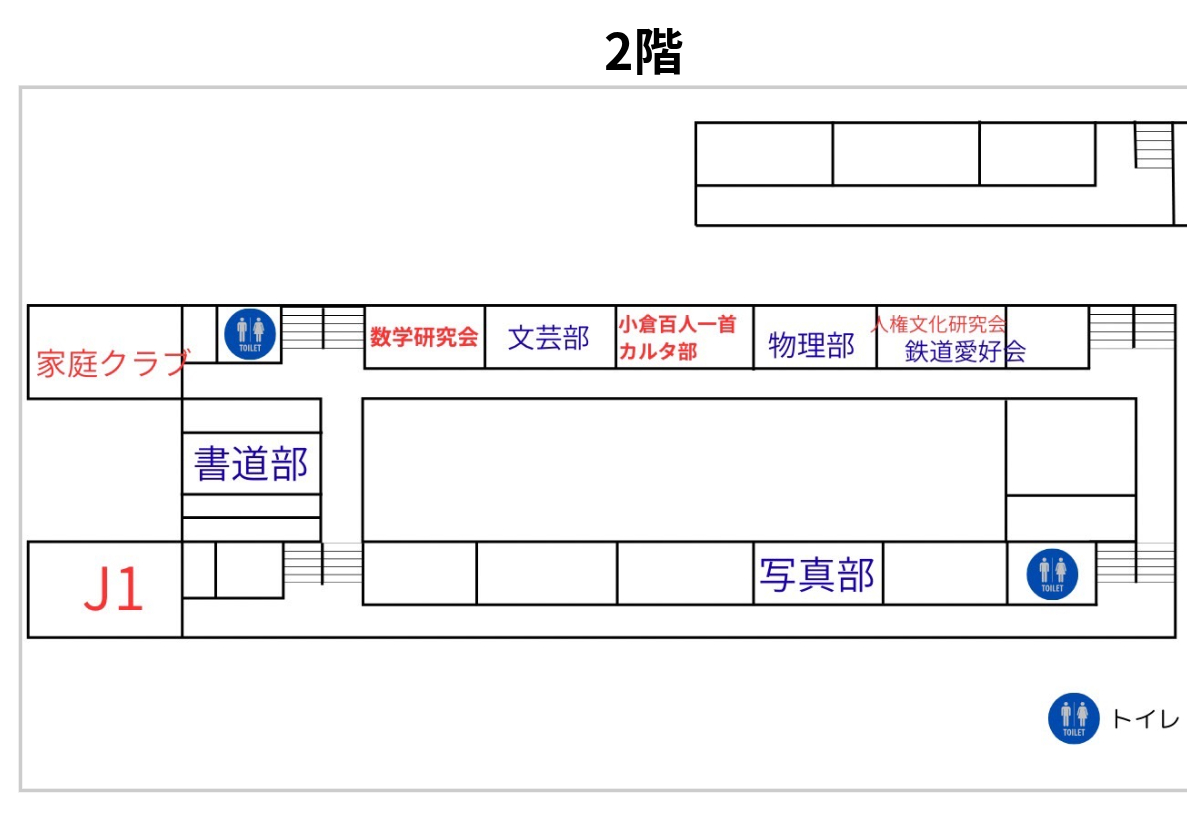 2階
人権文化研究会
数学研究会
文芸部
小倉百人一首
カルタ部
物理部
鉄道愛好会
家庭クラブ
TOILET
書道部
J1
写真部
TOILET
TOILET
トイレ